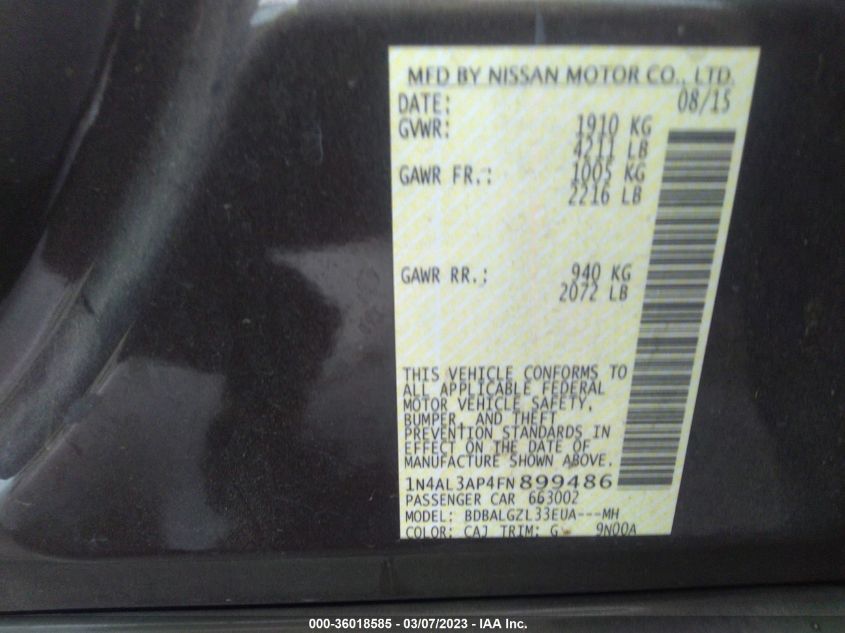 MFD BY NISSAN MOTOR CO., LTD.
DATE: 08/15
GVWR: 1910 KG
4211 LB
GAWR FR.: 1005 KG
2216 LB
GAWR RR.: 940 KG
2072 LB
THIS VEHICLE CONFORMS TO
ALL APPLICABLE FEDERAL
MOTOR VEHICLE SAFETY,
BUMPER, AND THEFT
PREVENTION STANDARDS IN
EFFECT ON THE DATE OF
MANUFACTURE SHOWN ABOVE.
1N4AL3AP4FN899486
PASSENGER CAR 663002
MODEL: BDBALGZL33EUA---MH
COLOR: CAJ TRIM: G 9N00A
000-36018585 - 03/07/2023 - IAA Inc.